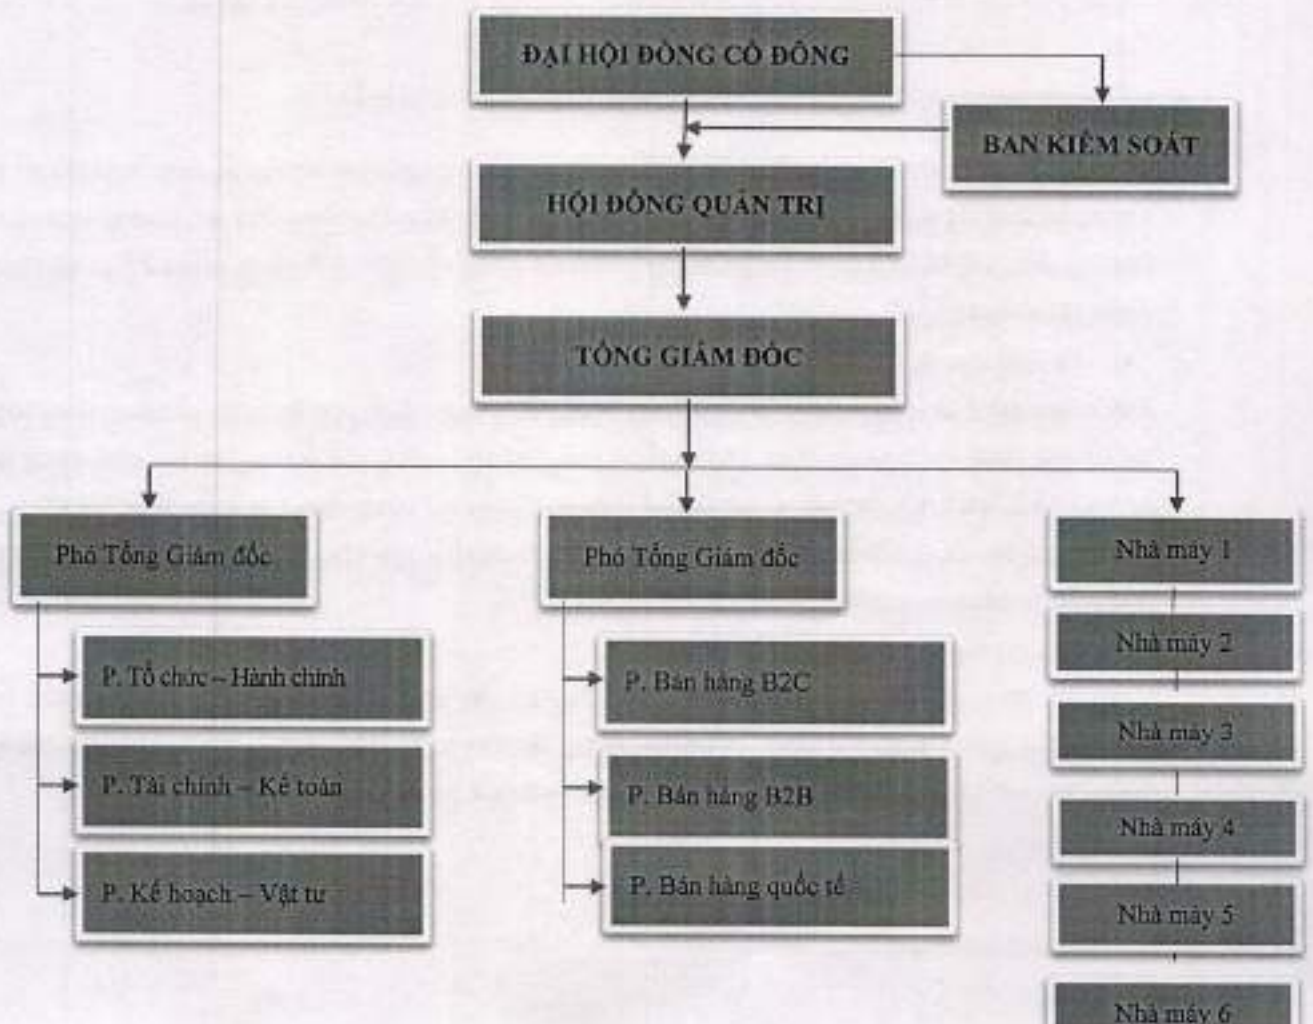 ĐẠI HỘI ĐỒNG CỔ ĐÔNG
BAN KIỂM SOÁT
HỘI ĐỒNG QUẢN TRỊ
TỔNG GIÁM ĐỐC
Phó Tổng Giám đốc
P. Tổ chức – Hành chính
P. Tài chính – Kế toán
P. Kế hoạch – Vật tư
Phó Tổng Giám đốc
P. Bán hàng B2C
P. Bán hàng B2B
P. Bán hàng quốc tế
Nhà máy 1
Nhà máy 2
Nhà máy 3
Nhà máy 4
Nhà máy 5
Nhà máy 6